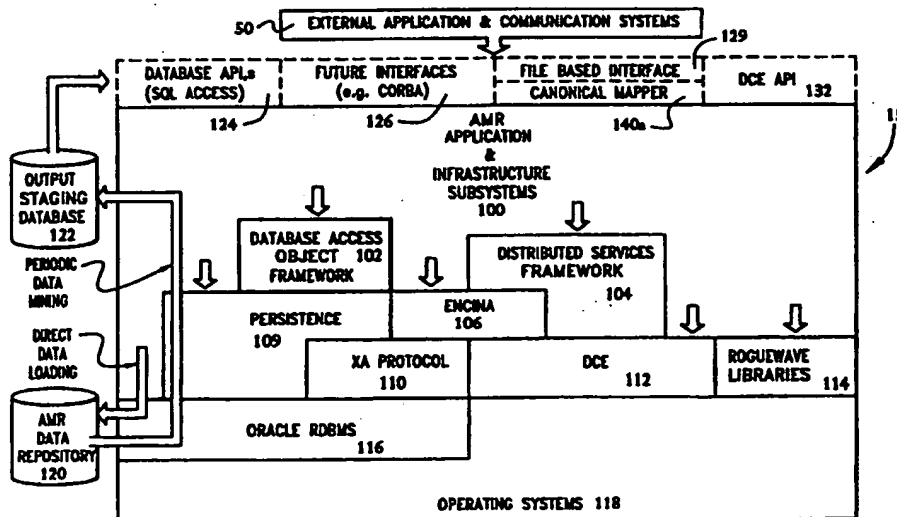 50
EXTERNAL APPLICATION & COMMUNICATION SYSTEMS
129
DATABASE API.s
(SQL ACCESS)
124
FUTURE INTERFACES
(e.g. CORBA)
126
FILE BASED INTERFACE
CANONICAL MAPPER
140a
DCE API
132
AMR
APPLICATION
&
INFRASTRUCTURE
SUBSYSTEMS
100
OUTPUT
STAGING
DATABASE
122
PERIODIC
DATA
MINING
DIRECT
DATA
LOADING
AMR
DATA
REPOSITORY
120
DATABASE ACCESS
OBJECT 102
FRAMEWORK
DISTRIBUTED SERVICES
FRAMEWORK
104
PERSISTENCE
109
ENCINA
106
XA PROTOCOL
110
DCE
112
ROGUEWAVE
LIBRARIES
114
ORACLE RDBMS
116
OPERATING SYSTEMS 118